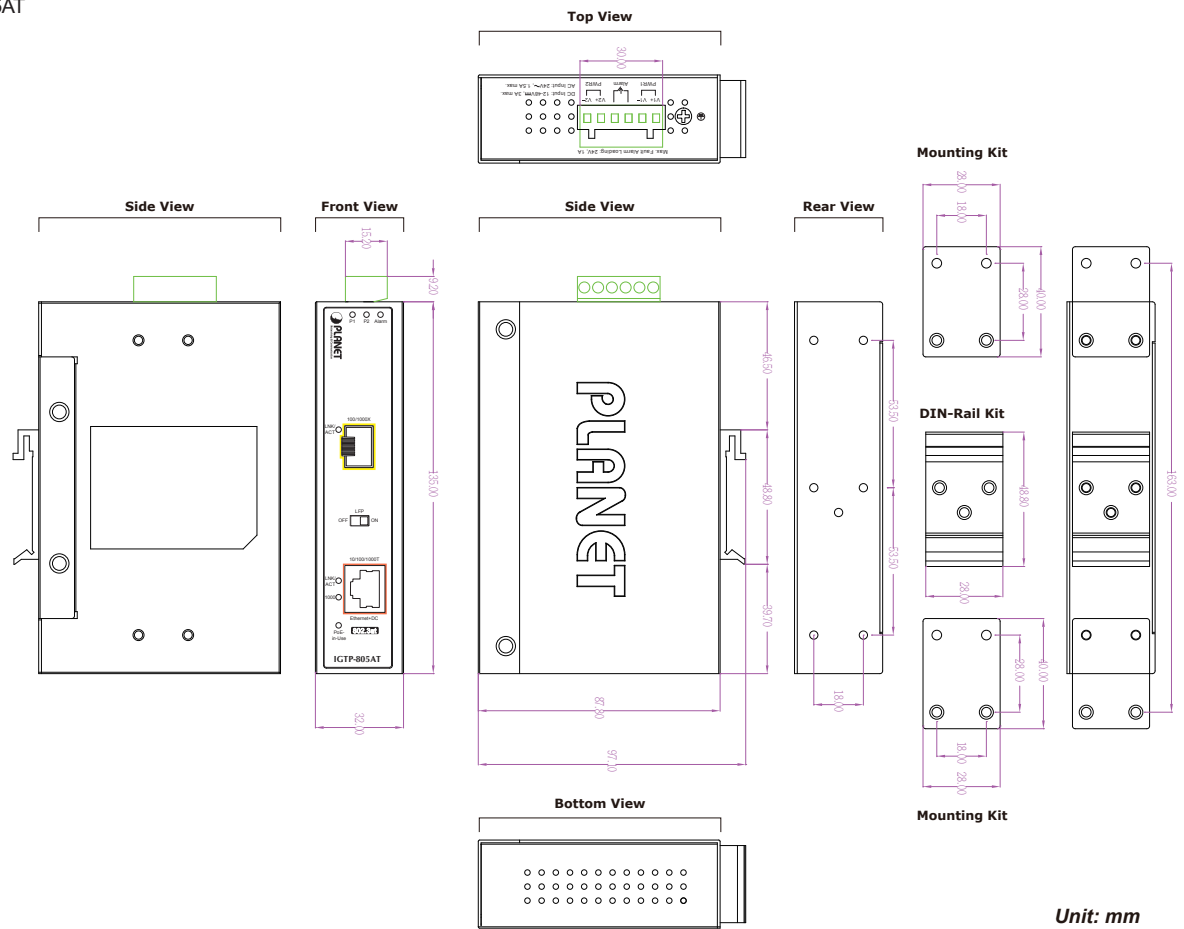 5AT
Top View
30.00
DC Input: 12-48V⎓, 3A max.
AC Input: 24V~, 1.5A max.
PWR2
Alarm
PWR1
V2- V2+
V1- V1+
Max. Fault Alarm Loading: 24V, 1A
Mounting Kit
28.00
18.00
28.00
40.00
Side View
Front View
Side View
Rear View
15.20
9.20
P1 P2 Alarm
PLANET
100/1000X
LNK/
ACT
LFP
OFF ON
10/100/1000T
LNK/
ACT
1000
Ethernet+DC
PoE-
in-Use
802.3at
IGTP-805AT
135.00
32.00
PLANET
46.50
48.80
39.70
87.80
97.10
53.50
53.50
18.00
DIN-Rail Kit
48.80
28.00
163.00
28.00
40.00
18.00
28.00
Mounting Kit
Bottom View
Unit: mm